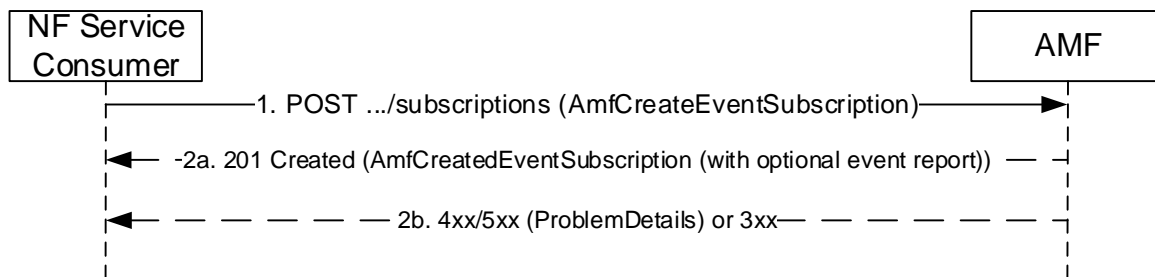 NF Service
Consumer
AMF
1. POST .../subscriptions (AmfCreateEventSubscription)
2a. 201 Created (AmfCreatedEventSubscription (with optional event report))
2b. 4xx/5xx (ProblemDetails) or 3xx